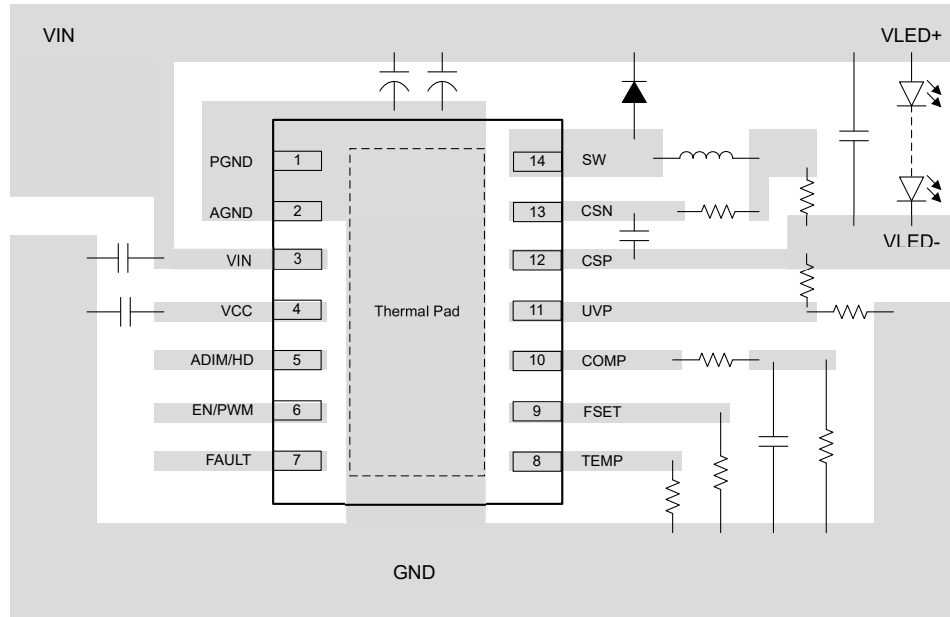 VIN
VLED+
PGND 1
14 SW
AGND 2
13 CSN
VLED-
VIN 3
12 CSP
VCC 4
Thermal Pad
11 UVP
ADIM/HD 5
10 COMP
EN/PWM 6
9 FSET
FAULT 7
8 TEMP
GND